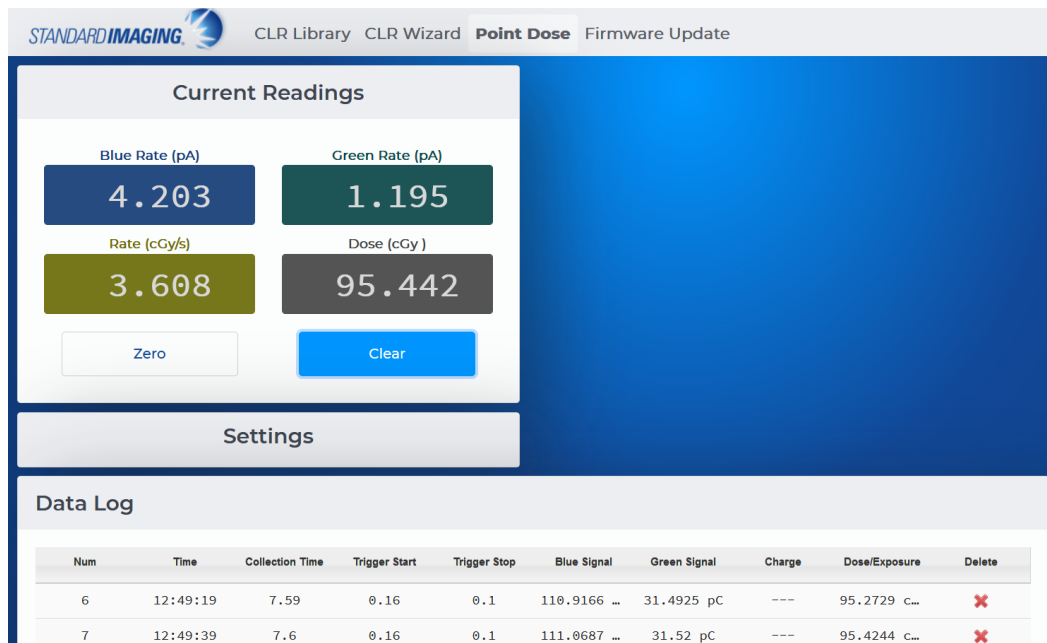 STANDARD IMAGING. CLR Library CLR Wizard Point Dose Firmware Update
Current Readings
Blue Rate (pA) Green Rate (pA)
4.203 1.195
Rate (cGy/s) Dose (cGy )
3.608 95.442
Zero Clear
Settings
Data Log
Num Time Collection Time Trigger Start Trigger Stop Blue Signal Green Signal Charge Dose/Exposure Delete
6 12:49:19 7.59 0.16 0.1 110.9166 … 31.4925 pC --- 95.2729 c…
7 12:49:39 7.6 0.16 0.1 111.0687 … 31.52 pC --- 95.4244 c…